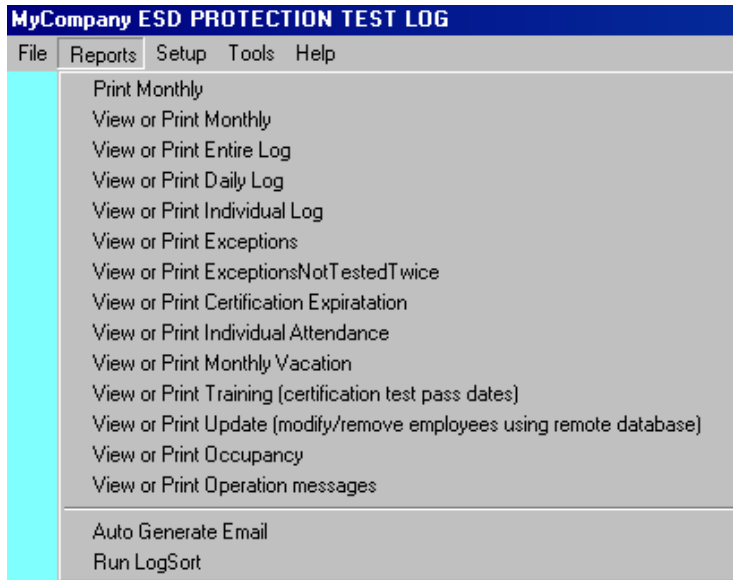 MyCompany ESD PROTECTION TEST LOG
File Reports Setup Tools Help
Print Monthly
View or Print Monthly
View or Print Entire Log
View or Print Daily Log
View or Print Individual Log
View or Print Exceptions
View or Print ExceptionsNotTestedTwice
View or Print Certification Expiratation
View or Print Individual Attendance
View or Print Monthly Vacation
View or Print Training (certification test pass dates)
View or Print Update (modify/remove employees using remote database)
View or Print Occupancy
View or Print Operation messages
Auto Generate Email
Run LogSort